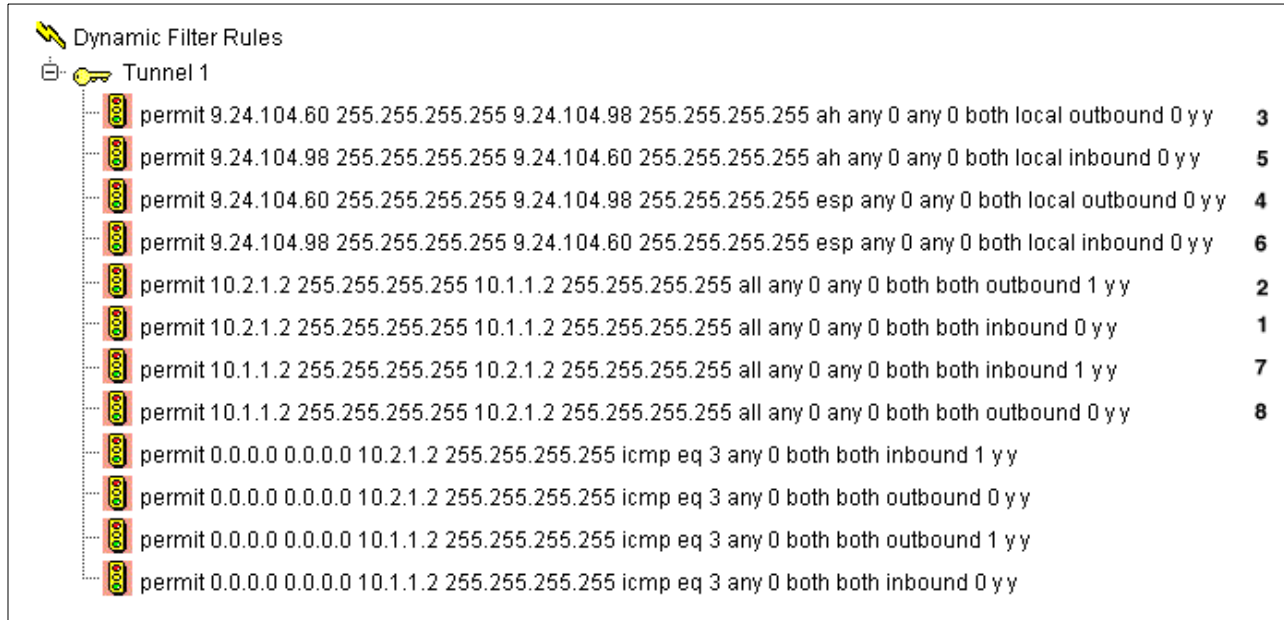 Dynamic Filter Rules
Tunnel 1
permit 9.24.104.60 255.255.255.255 9.24.104.98 255.255.255.255 ah any 0 any 0 both local outbound 0 y y 3
permit 9.24.104.98 255.255.255.255 9.24.104.60 255.255.255.255 ah any 0 any 0 both local inbound 0 y y 5
permit 9.24.104.60 255.255.255.255 9.24.104.98 255.255.255.255 esp any 0 any 0 both local outbound 0 y y 4
permit 9.24.104.98 255.255.255.255 9.24.104.60 255.255.255.255 esp any 0 any 0 both local inbound 0 y y 6
permit 10.2.1.2 255.255.255.255 10.1.1.2 255.255.255.255 all any 0 any 0 both both outbound 1 y y 2
permit 10.2.1.2 255.255.255.255 10.1.1.2 255.255.255.255 all any 0 any 0 both both inbound 0 y y 1
permit 10.1.1.2 255.255.255.255 10.2.1.2 255.255.255.255 all any 0 any 0 both both inbound 1 y y 7
permit 10.1.1.2 255.255.255.255 10.2.1.2 255.255.255.255 all any 0 any 0 both both outbound 0 y y 8
permit 0.0.0.0 0.0.0.0 10.2.1.2 255.255.255.255 icmp eq 3 any 0 both both inbound 1 y y
permit 0.0.0.0 0.0.0.0 10.2.1.2 255.255.255.255 icmp eq 3 any 0 both both outbound 0 y y
permit 0.0.0.0 0.0.0.0 10.1.1.2 255.255.255.255 icmp eq 3 any 0 both both outbound 1 y y
permit 0.0.0.0 0.0.0.0 10.1.1.2 255.255.255.255 icmp eq 3 any 0 both both inbound 0 y y